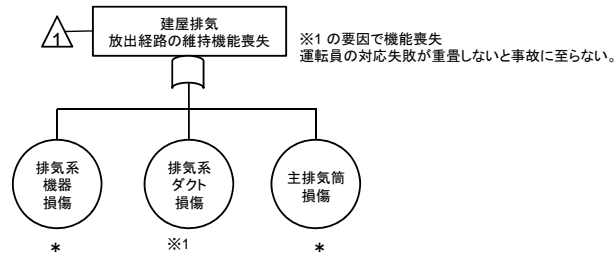 1
建屋排気
放出経路の維持機能喪失
※1 の要因で機能喪失
運転員の対応失敗が重畳しないと事故に至らない。
排気系
機器
損傷
排気系
ダクト
損傷
主排気筒
損傷
*
※1
*